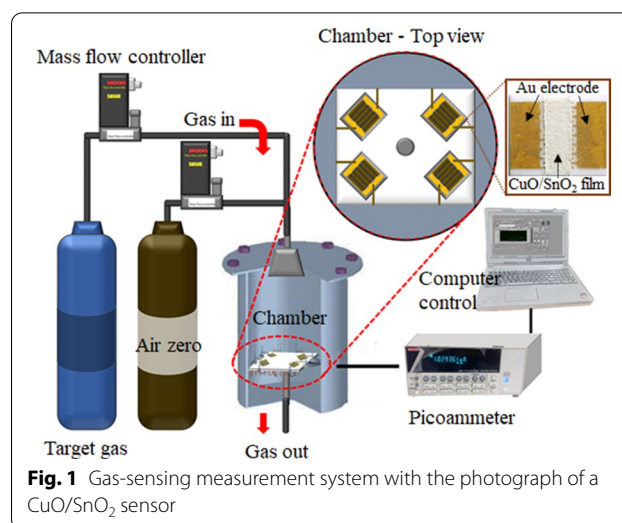 Chamber - Top view
Mass flow controller
Au electrode
Gas in
CuO/SnO₂ film
Computer
control
Chamber
Air zero
Picoammeter
Target gas
Gas out
Fig. 1 Gas-sensing measurement system with the photograph of a
CuO/SnO₂ sensor